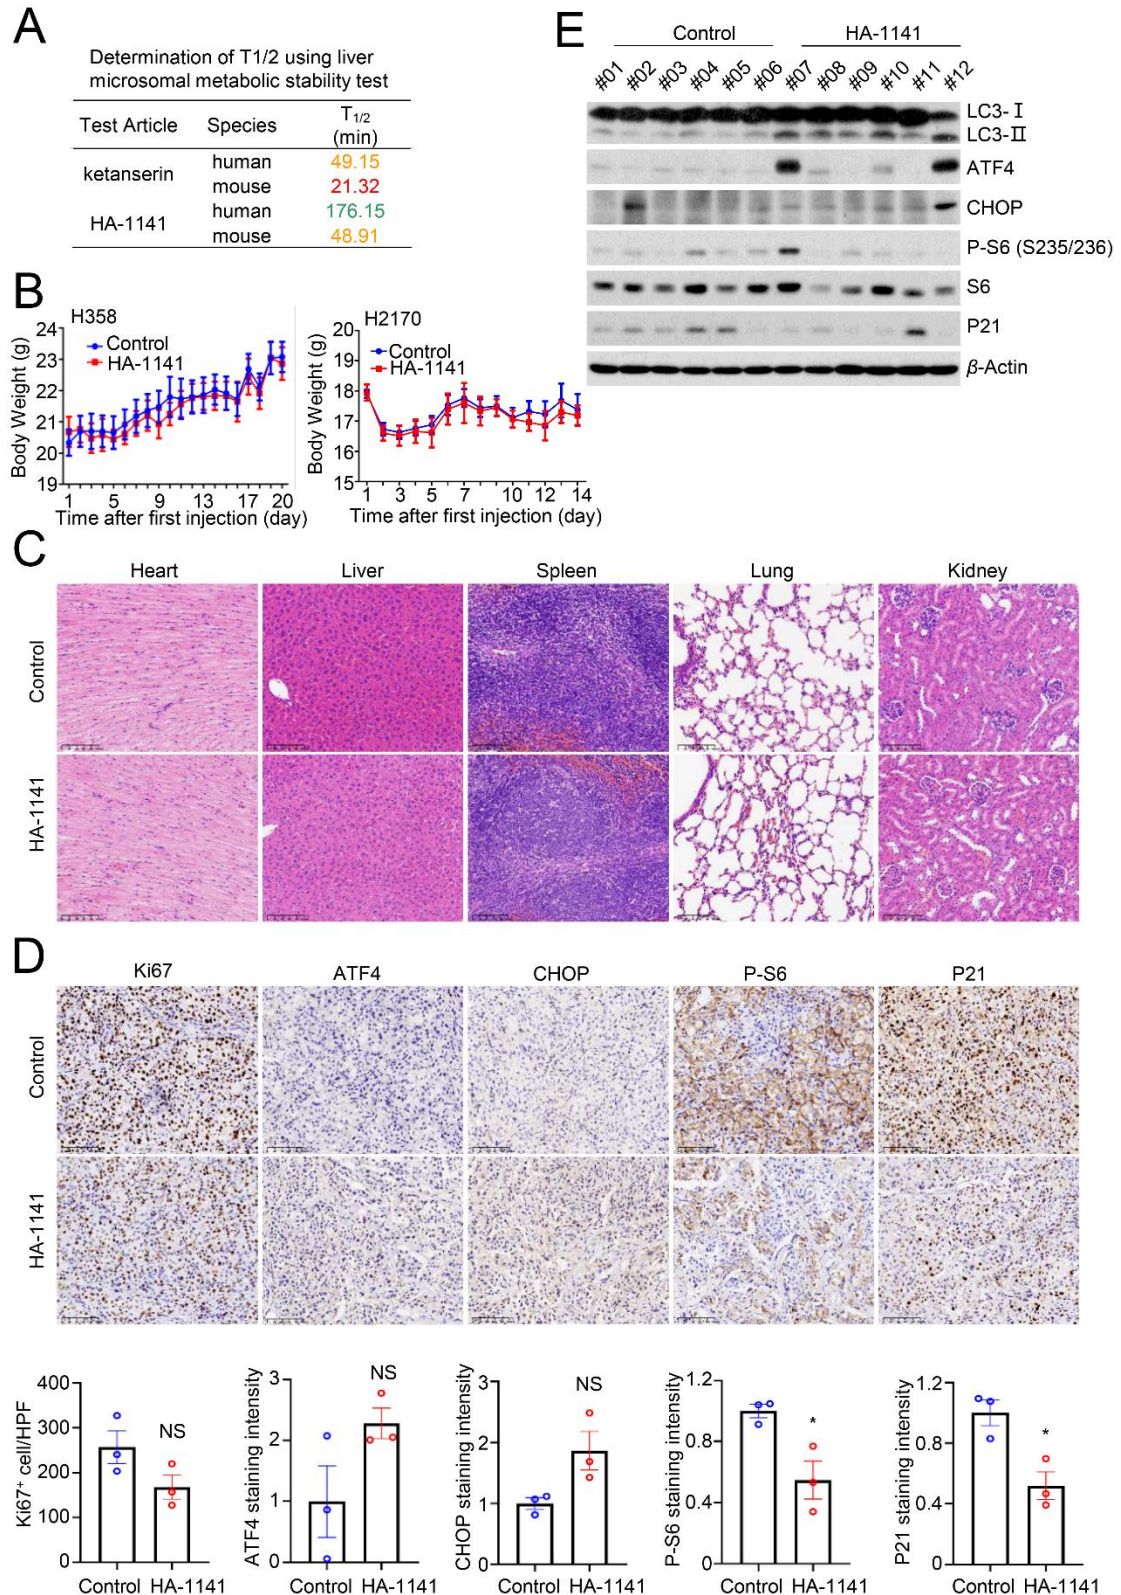 A
Determination of T1/2 using liver
microsomal metabolic stability test
Test Article Species T1/2 (min)
ketanserin human 49.15
mouse 21.32
HA-1141 human 176.15
mouse 48.91
B
H358
Control
HA-1141
Body Weight (g)
24
23
22
21
20
19
1 5 9 13 17 20
Time after first injection (day)
H2170
Control
HA-1141
Body Weight (g)
20
19
18
17
16
15
1 3 5 7 10 12 14
Time after first injection (day)
E
Control HA-1141
#01 #02 #03 #04 #05 #06 #07 #08 #09 #10 #11 #12
LC3-Ⅰ
LC3-Ⅱ
ATF4
CHOP
P-S6 (S235/236)
S6
P21
β-Actin
C
Heart Liver Spleen Lung Kidney
Control
HA-1141
D
Ki67 ATF4 CHOP P-S6 P21
Control
HA-1141
Ki67+ cell/HPF
400
300
200
100
0
NS
Control HA-1141
ATF4 staining intensity
3
2
1
0
NS
Control HA-1141
CHOP staining intensity
3
2
1
0
NS
Control HA-1141
P-S6 staining intensity
1.2
0.8
0.4
0
*
Control HA-1141
P21 staining intensity
1.2
0.8
0.4
0
*
Control HA-1141